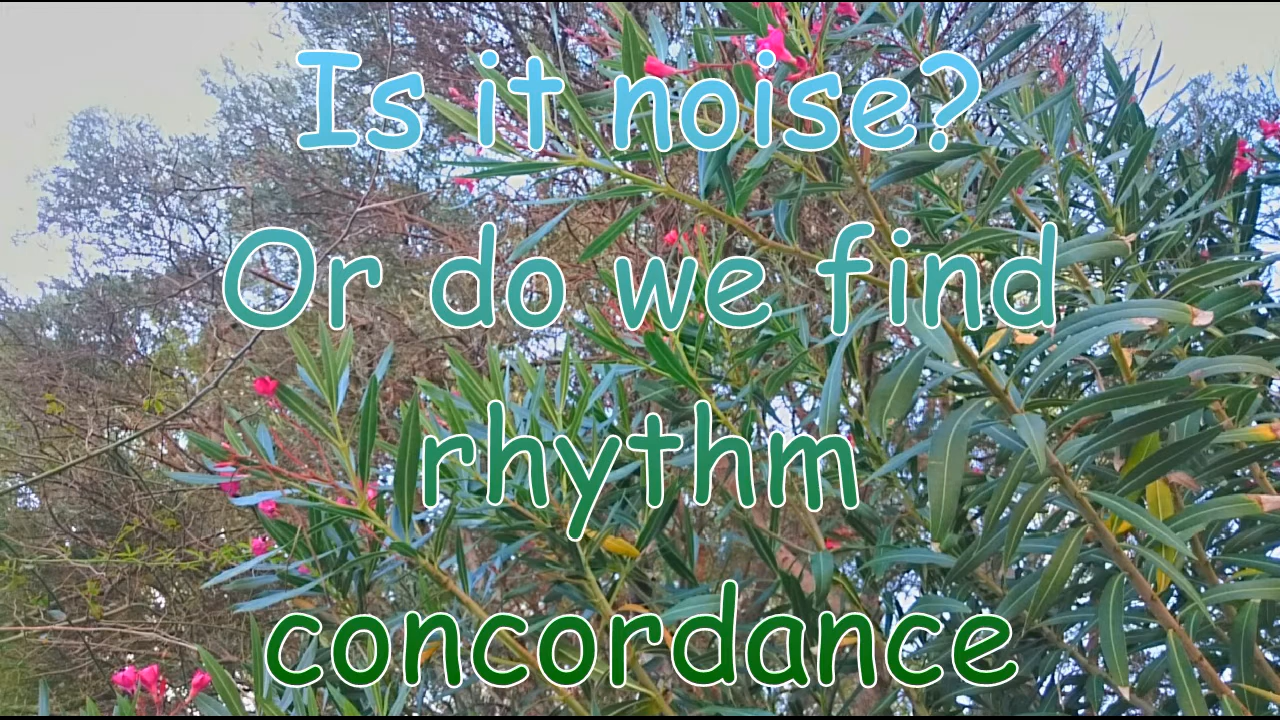 Is it noise?
Or do we find
rhythm
concordance